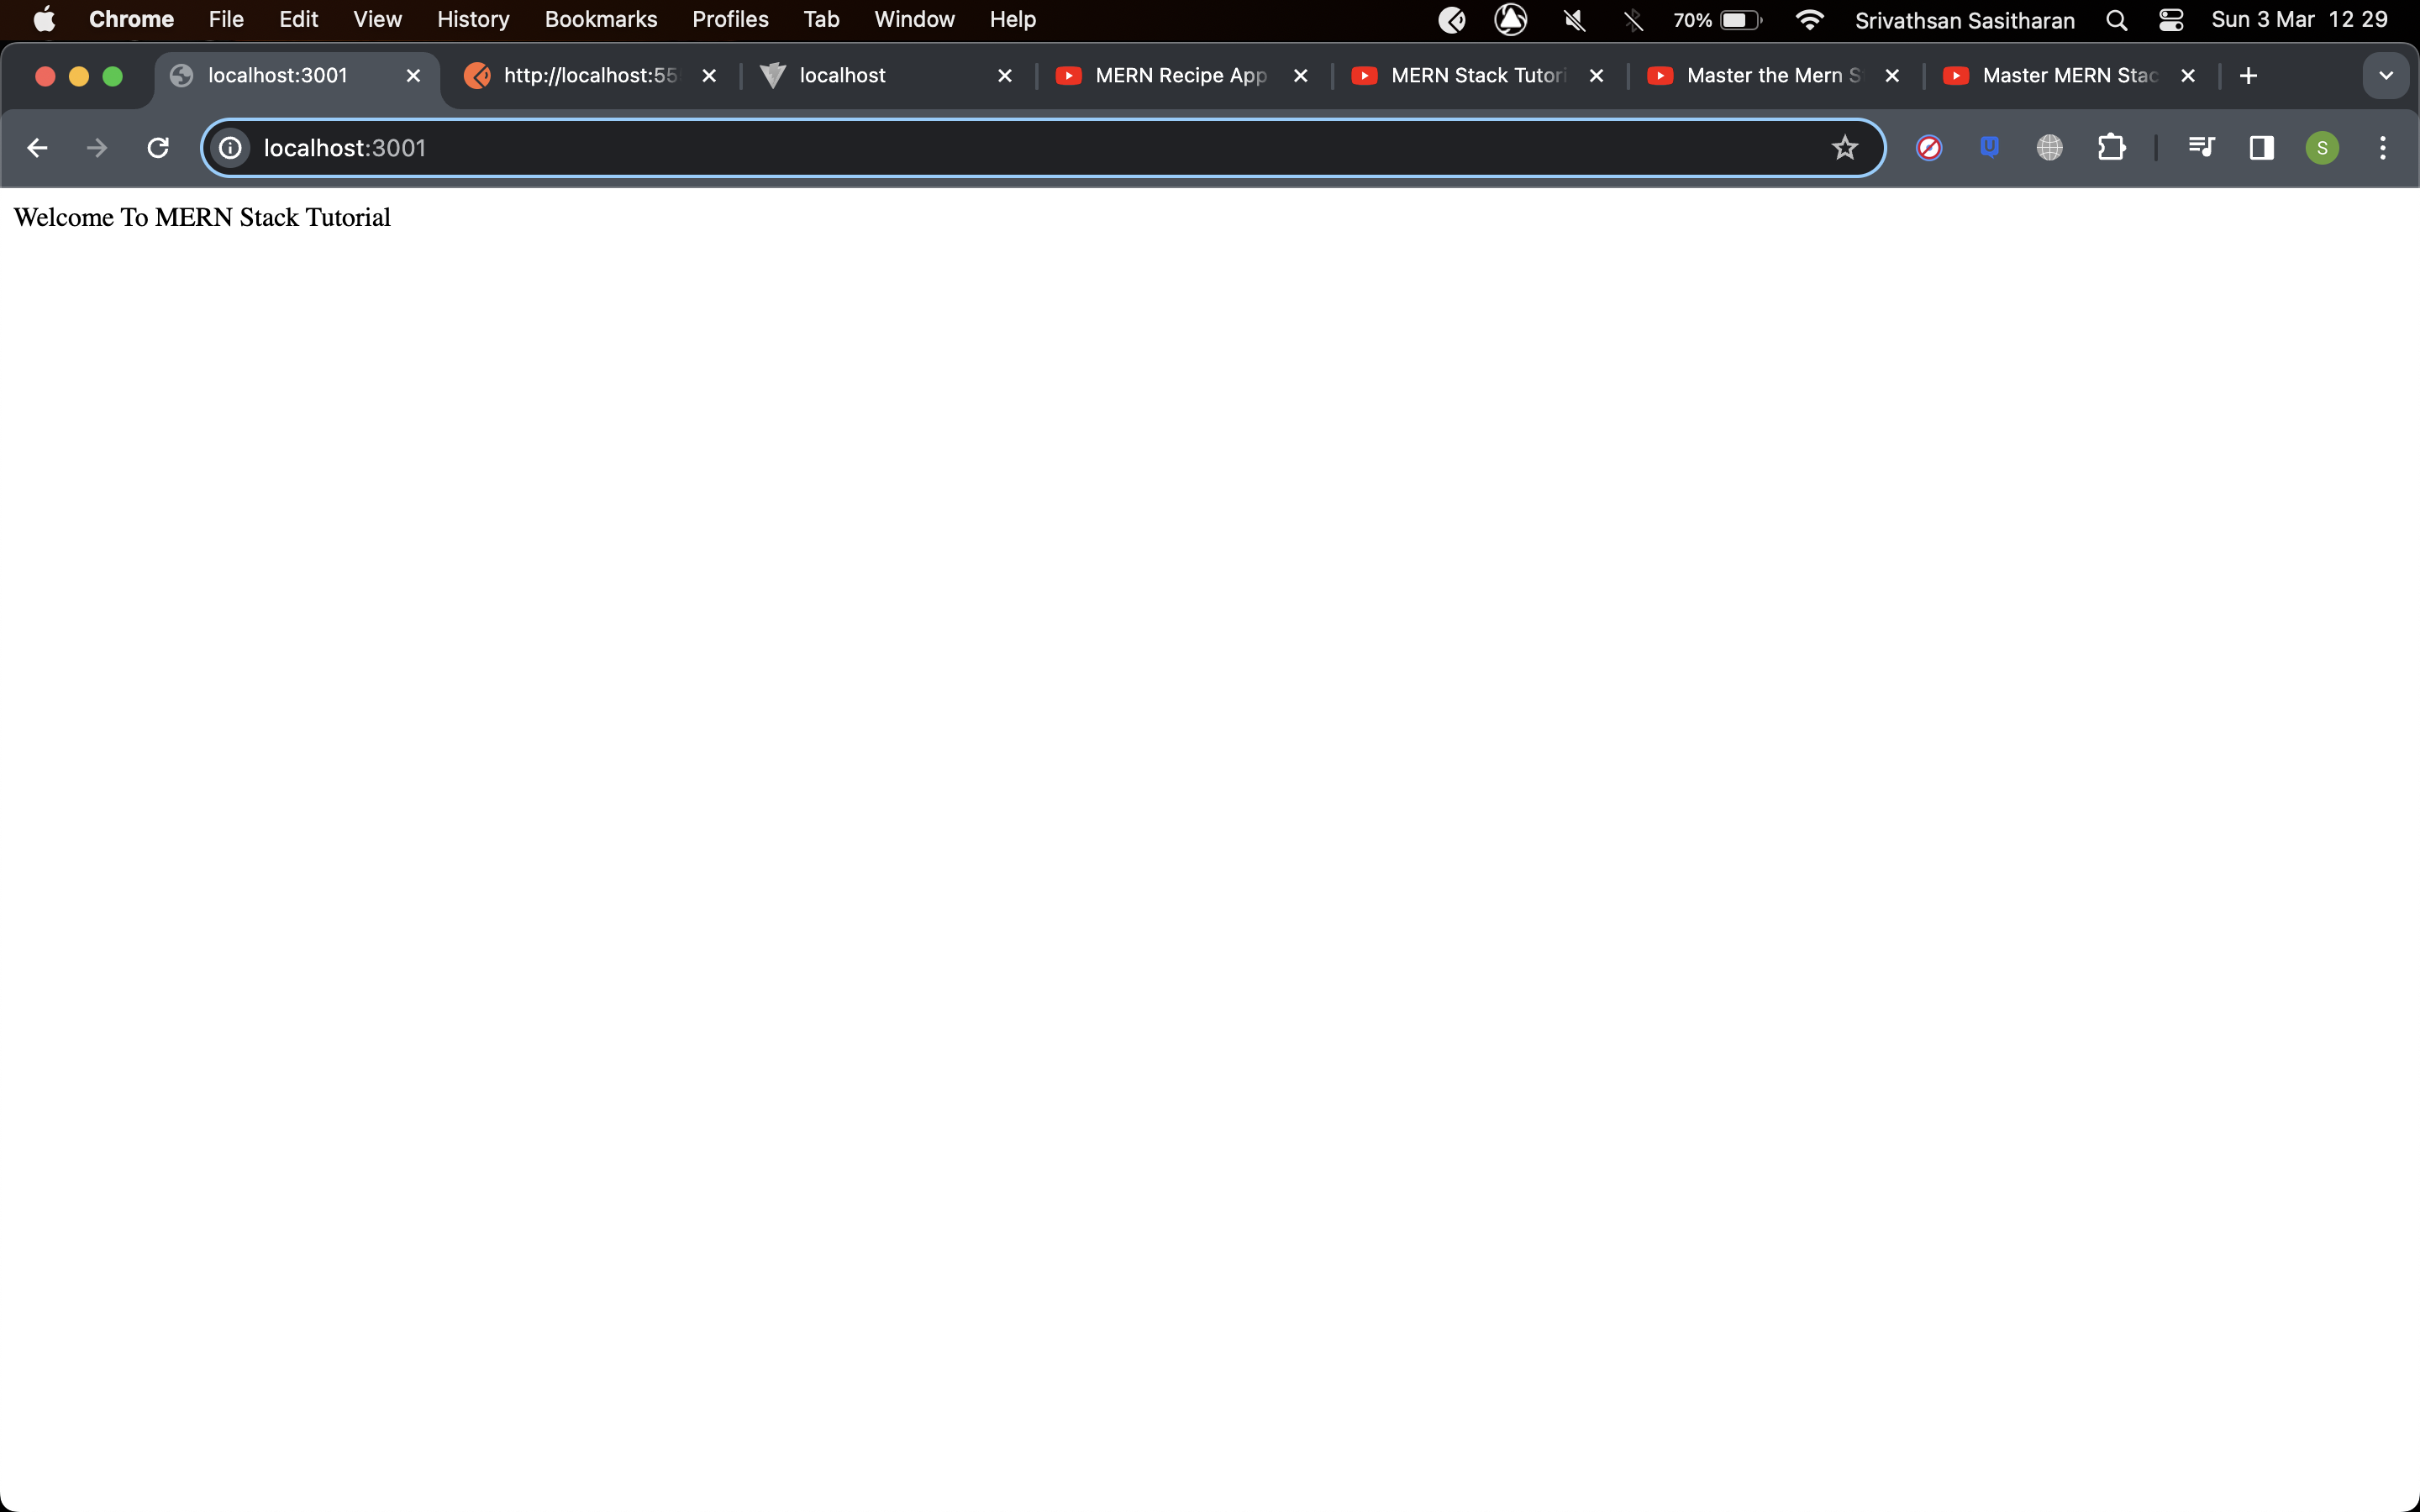 Chrome File Edit View History Bookmarks Profiles Tab Window Help 70% Srivathsan Sasitharan Sun 3 Mar 12 29
localhost:3001 http://localhost:55 localhost MERN Recipe App MERN Stack Tutori Master the Mern S Master MERN Stac
localhost:3001 S
Welcome To MERN Stack Tutorial